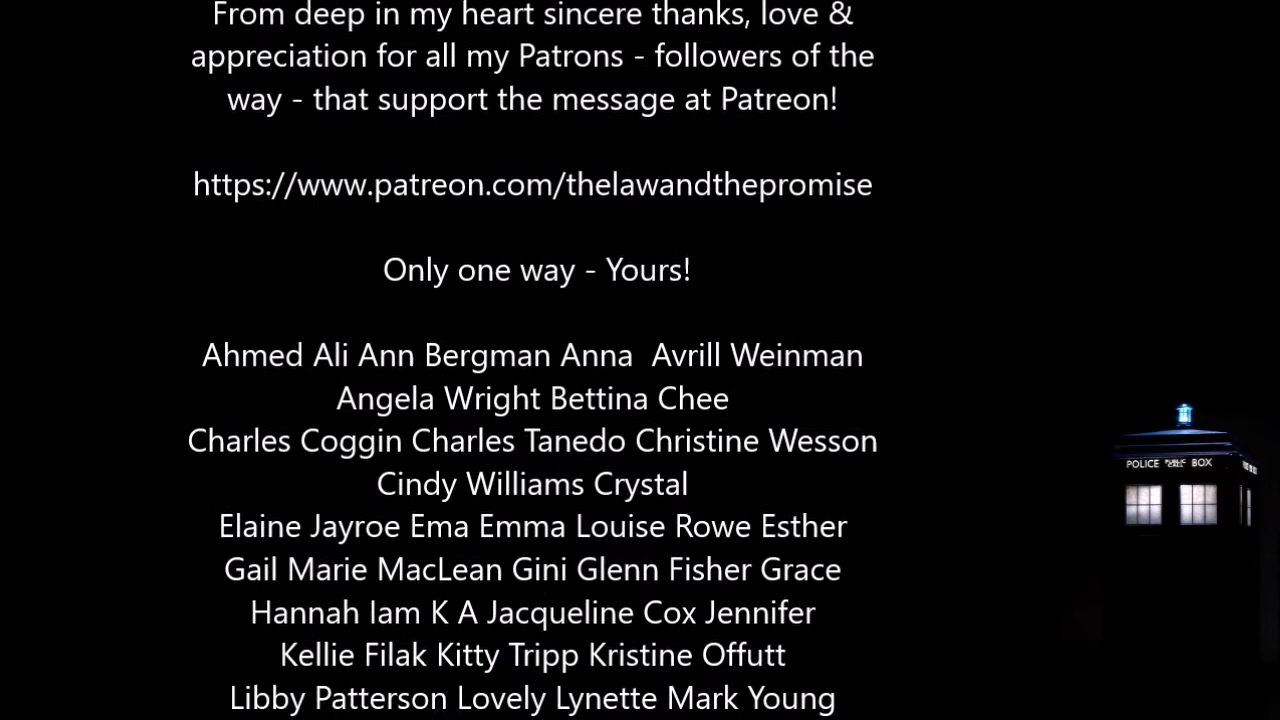 From deep in my heart sincere thanks, love &
appreciation for all my Patrons - followers of the
way - that support the message at Patreon!
https://www.patreon.com/thelawandthepromise
Only one way - Yours!
Ahmed Ali Ann Bergman Anna  Avrill Weinman
Angela Wright Bettina Chee
Charles Coggin Charles Tanedo Christine Wesson
Cindy Williams Crystal
Elaine Jayroe Ema Emma Louise Rowe Esther
Gail Marie MacLean Gini Glenn Fisher Grace
Hannah Iam K A Jacqueline Cox Jennifer
Kellie Filak Kitty Tripp Kristine Offutt
Libby Patterson Lovely Lynette Mark Young
POLICE BOX